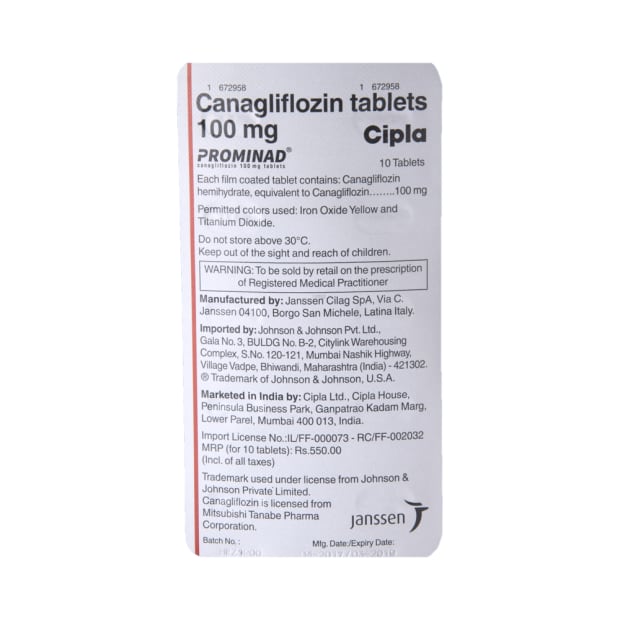 1 672958 1 672958
Canagliflozin tablets
100 mg Cipla
PROMINAD®
canagliflozin 100 mg tablets
10 Tablets
Each film coated tablet contains: Canagliflozin
hemihydrate, equivalent to Canagliflozin........100 mg
Permitted colors used: Iron Oxide Yellow and
Titanium Dioxide.
Do not store above 30°C.
Keep out of the sight and reach of children.
WARNING: To be sold by retail on the prescription
of Registered Medical Practitioner
Manufactured by: Janssen Cilag SpA, Via C.
Janssen 04100, Borgo San Michele, Latina Italy.
Imported by: Johnson & Johnson Pvt. Ltd.,
Gala No. 3, BULDG No. B-2, Citylink Warehousing
Complex, S.No. 120-121, Mumbai Nashik Highway,
Village Vadpe, Bhiwandi, Maharashtra (India) - 421302.
® Trademark of Johnson & Johnson, U.S.A.
Marketed in India by: Cipla Ltd., Cipla House,
Peninsula Business Park, Ganpatrao Kadam Marg,
Lower Parel, Mumbai 400 013, India.
Import License No.:IL/FF-000073 - RC/FF-002032
MRP (for 10 tablets): Rs.550.00
(Incl. of all taxes)
Trademark used under license from Johnson &
Johnson Private Limited.
Canagliflozin is licensed from
Mitsubishi Tanabe Pharma
Corporation.
janssen
Batch No. : Mfg. Date:/Expiry Date: